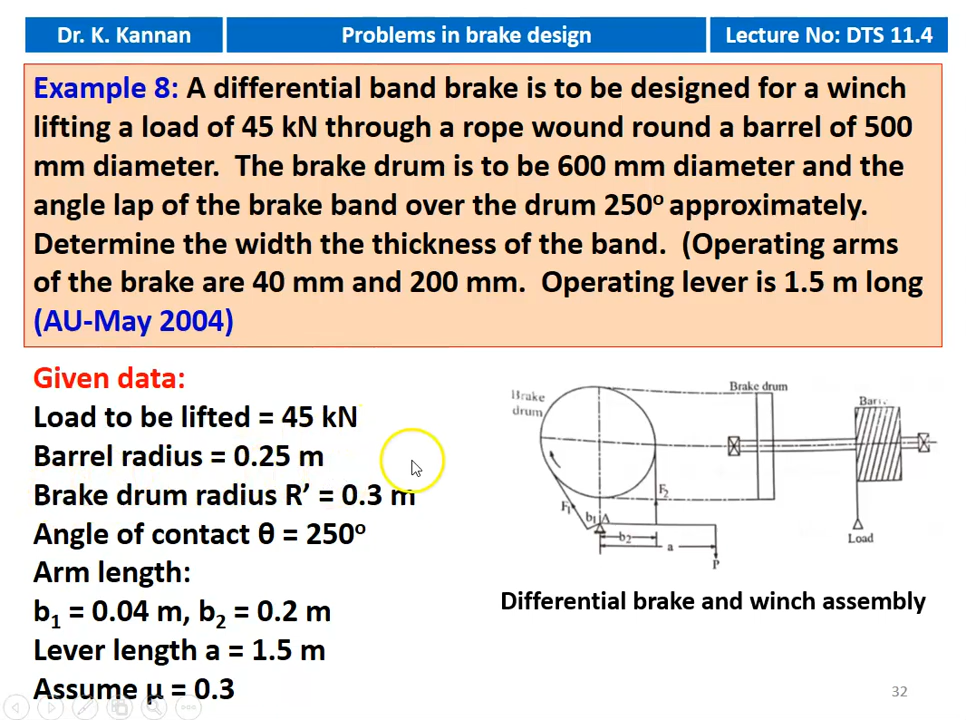 Dr. K. Kannan
Problems in brake design
Lecture No: DTS 11.4
Example 8: A differential band brake is to be designed for a winch
lifting a load of 45 kN through a rope wound round a barrel of 500
mm diameter. The brake drum is to be 600 mm diameter and the
angle lap of the brake band over the drum 250° approximately.
Determine the width the thickness of the band. (Operating arms
of the brake are 40 mm and 200 mm. Operating lever is 1.5 m long
(AU-May 2004)
Given data:
Load to be lifted = 45 kN
Barrel radius = 0.25 m
Brake drum radius R' = 0.3 m
Angle of contact θ = 250°
Arm length:
b₁ = 0.04 m, b₂ = 0.2 m
Lever length a = 1.5 m
Assume μ = 0.3
Brake
drum
Brake drum
F₁
b₁
A
F₂
b₂
a
P
Load
Differential brake and winch assembly
32